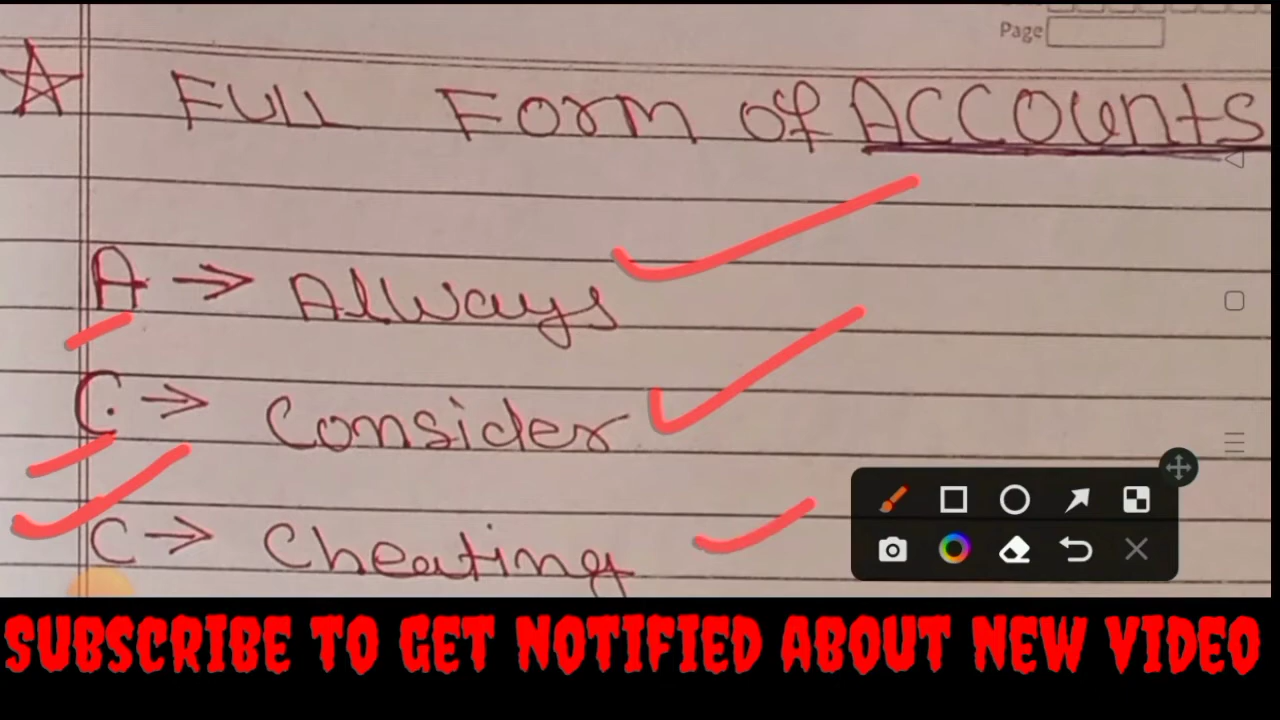 Page
Full Form of Accounts
A → Always
C → Consider
C → Cheating
SUBSCRIBE TO GET NOTIFIED ABOUT NEW VIDEO